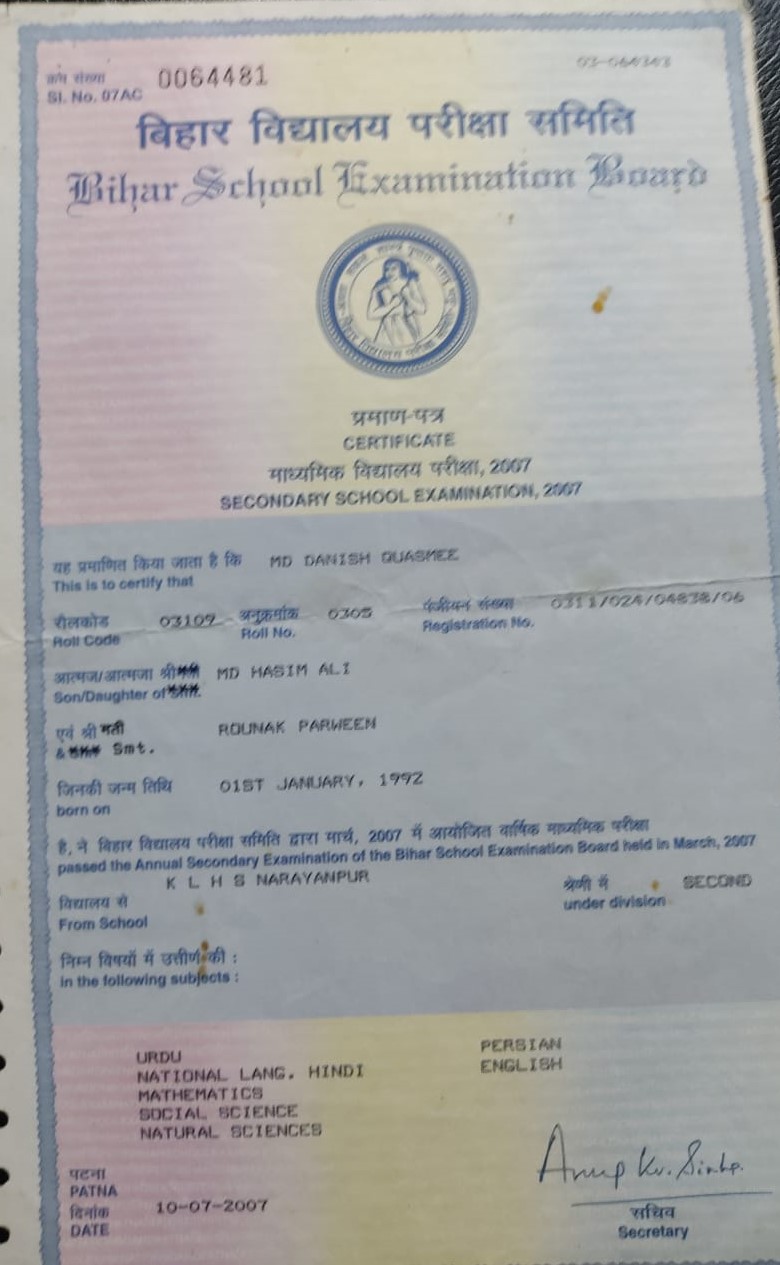 क्रम संख्या 0064481
Sl. No. 07AC
बिहार विद्यालय परीक्षा समिति
Bihar School Examination Board
प्रमाण-पत्र
CERTIFICATE
माध्यमिक विद्यालय परीक्षा, 2007
SECONDARY SCHOOL EXAMINATION, 2007
यह प्रमाणित किया जाता है कि MD DANISH QUASMEE
This is to certify that
रौलकोड 03109 अनुक्रमांक 0305 पंजीयन संख्या 0311/024/04838/06
Roll Code Roll No. Registration No.
आत्मज/आत्मजा श्री MD HASIM ALI
Son/Daughter of
एवं श्रीमती ROUNAK PARWEEN
& Smt.
जिनकी जन्म तिथि 01ST JANUARY, 1992
born on
है, ने बिहार विद्यालय परीक्षा समिति द्वारा मार्च, 2007 में आयोजित वार्षिक माध्यमिक परीक्षा
passed the Annual Secondary Examination of the Bihar School Examination Board held in March, 2007
विद्यालय से K L H S NARAYANPUR श्रेणी में SECOND
From School under division
निम्न विषयों में उत्तीर्ण की :
in the following subjects :
URDU PERSIAN
NATIONAL LANG. HINDI ENGLISH
MATHEMATICS
SOCIAL SCIENCE
NATURAL SCIENCES
Anup Kr. Sinha.
पटना
PATNA
दिनांक 10-07-2007 सचिव
DATE Secretary